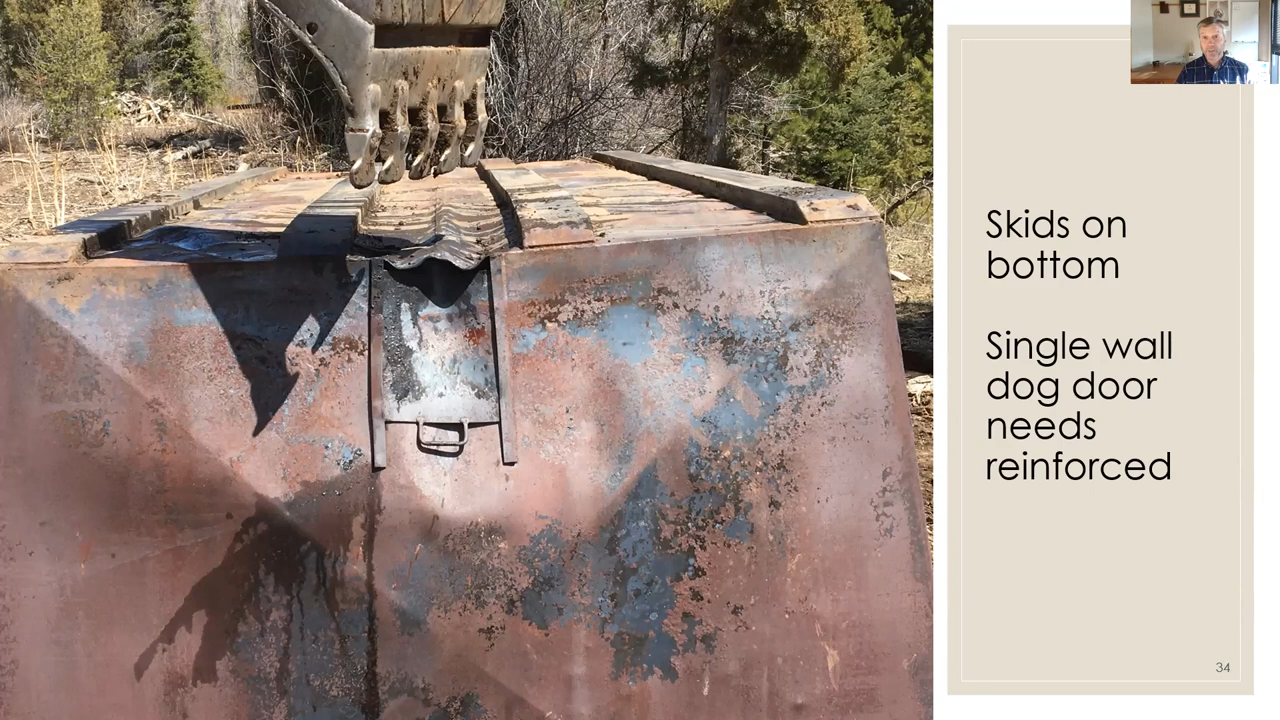 Skids on
bottom
Single wall
dog door
needs
reinforced
34